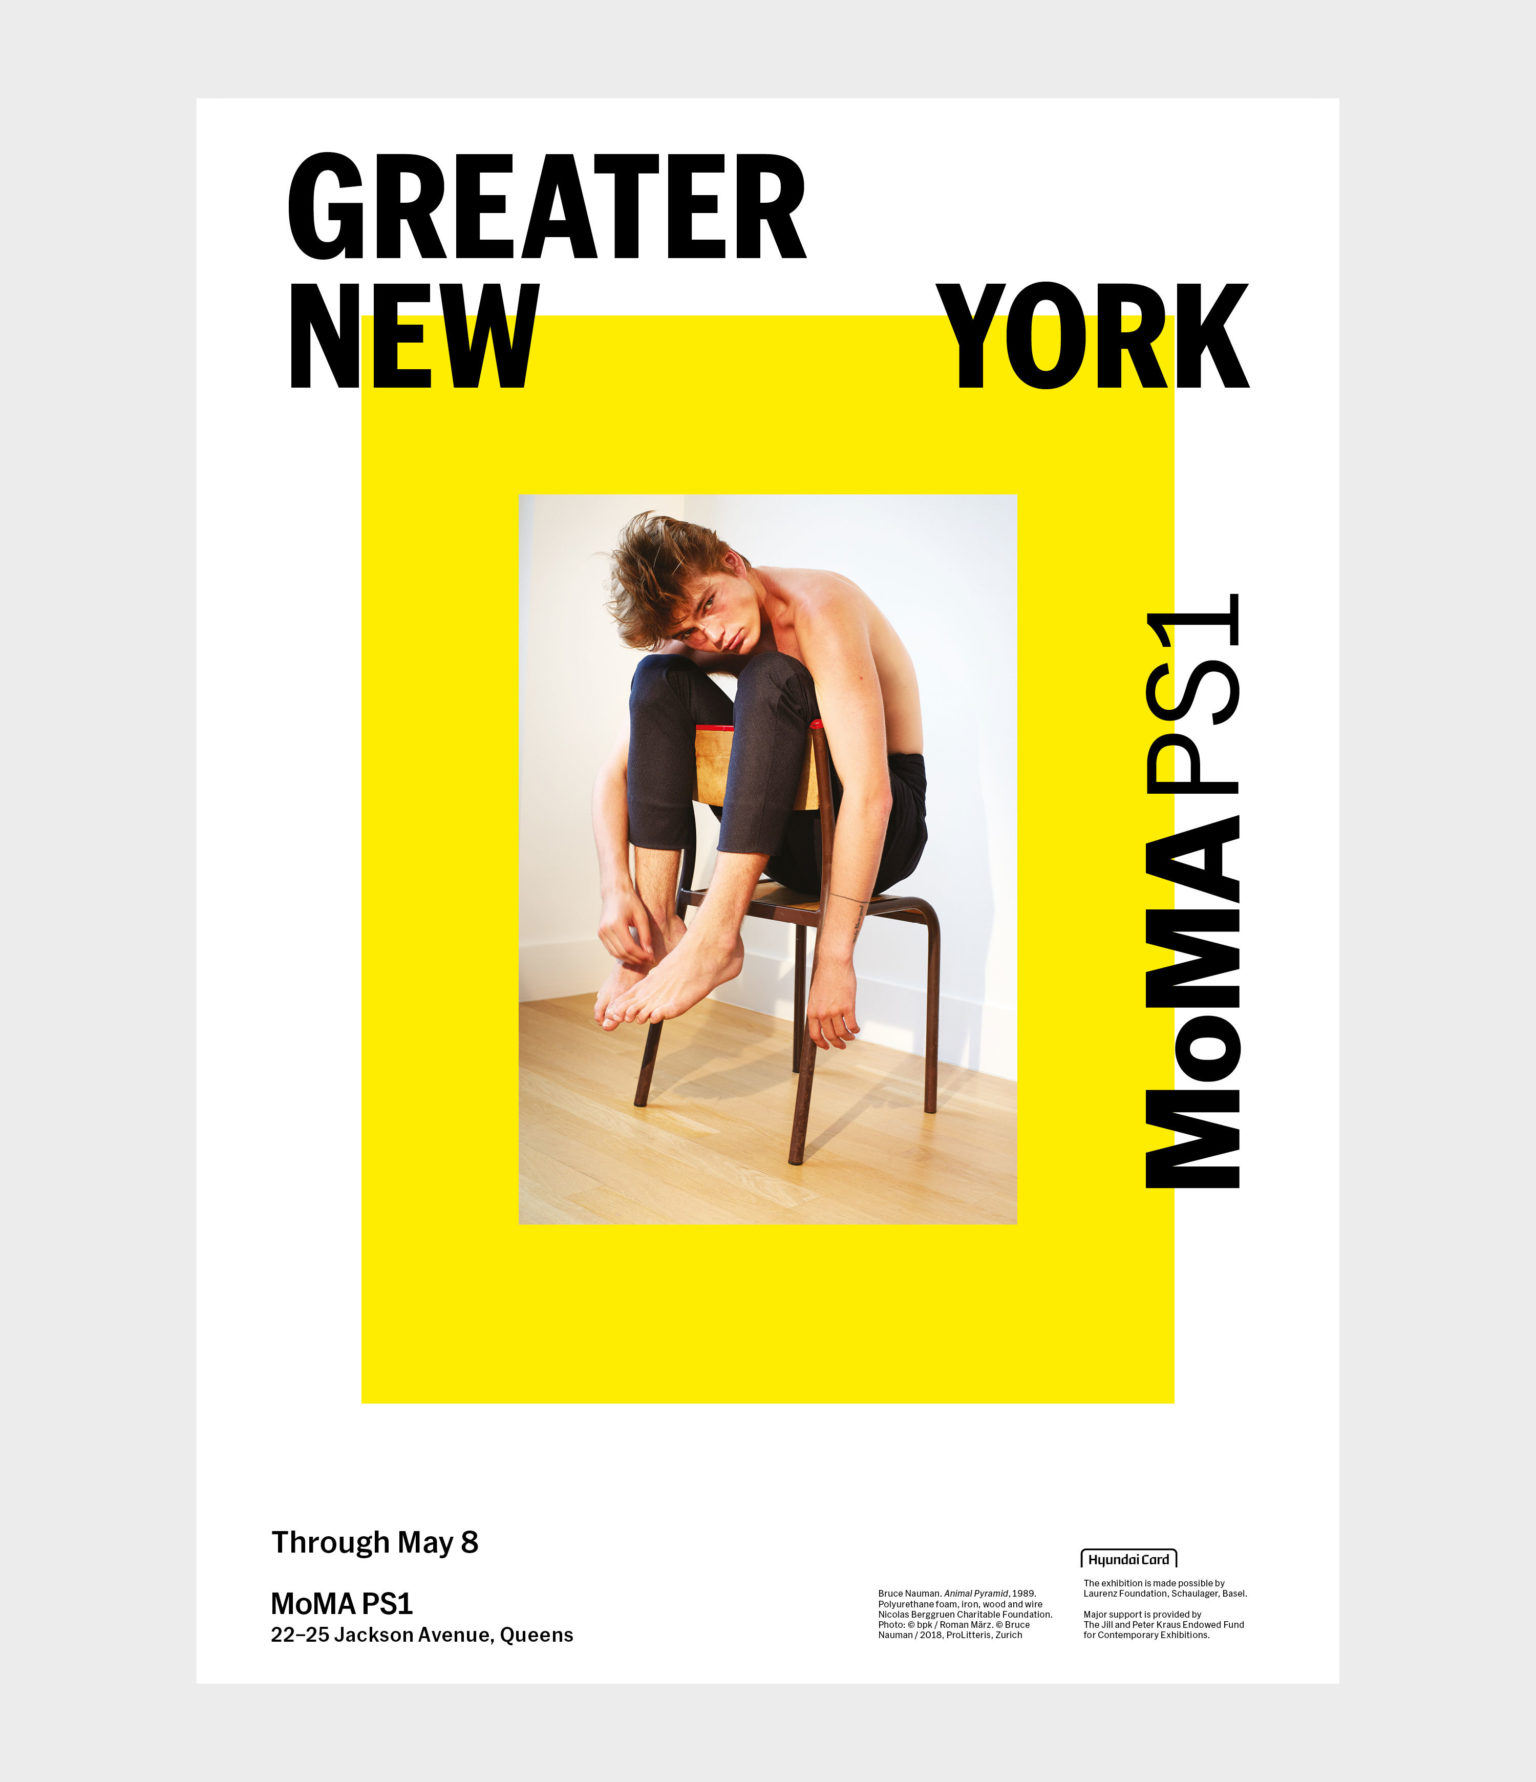 GREATER
NEW YORK
MoMA PS1
Through May 8
MoMA PS1
22–25 Jackson Avenue, Queens
Bruce Nauman. Animal Pyramid, 1989.
Polyurethane foam, iron, wood and wire
Nicolas Berggruen Charitable Foundation.
Photo: © bpk / Roman März. © Bruce
Nauman / 2018, ProLitteris, Zurich
Hyundai Card
The exhibition is made possible by
Laurenz Foundation, Schaulager, Basel.
Major support is provided by
The Jill and Peter Kraus Endowed Fund
for Contemporary Exhibitions.